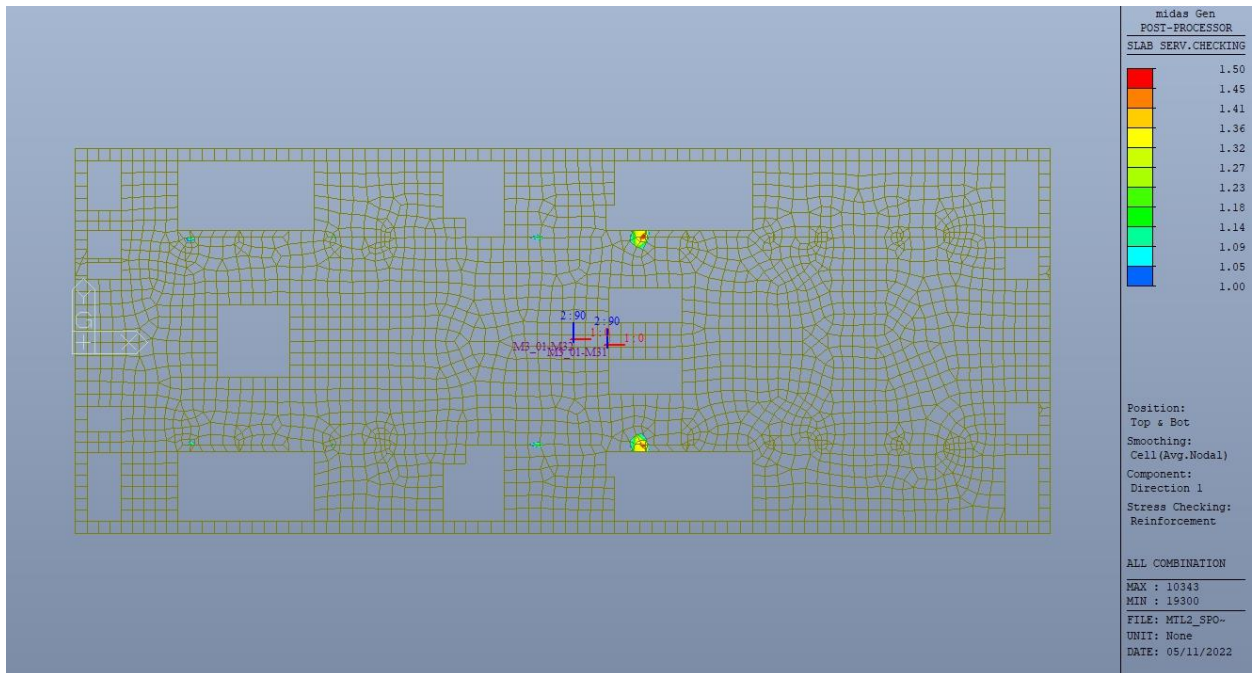 midas Gen
POST-PROCESSOR
SLAB SERV.CHECKING
1.50
1.45
1.41
1.36
1.32
1.27
1.23
1.18
1.14
1.09
1.05
1.00
2:90
2:90
1:0
M3_01-M31
Y
G
X
Position:
Top & Bot
Smoothing:
Cell(Avg.Nodal)
Component:
Direction 1
Stress Checking:
Reinforcement
ALL COMBINATION
MAX : 10343
MIN : 19300
FILE: MTL2_SPO~
UNIT: None
DATE: 05/11/2022